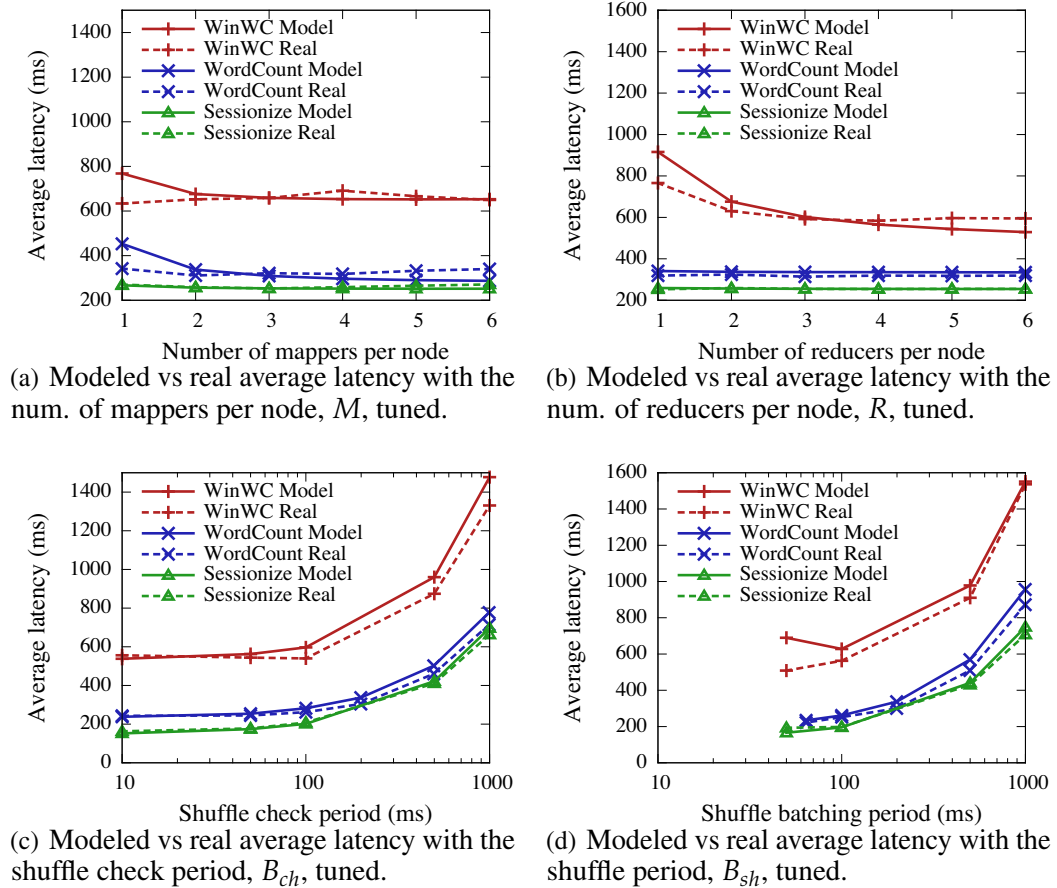 1400
1200
1000
800
600
400
200
Average latency (ms)
WinWC Model
WinWC Real
WordCount Model
WordCount Real
Sessionize Model
Sessionize Real
1 2 3 4 5 6
Number of mappers per node
(a) Modeled vs real average latency with the
num. of mappers per node, M, tuned.
1600
1400
1200
1000
800
600
400
200
Average latency (ms)
WinWC Model
WinWC Real
WordCount Model
WordCount Real
Sessionize Model
Sessionize Real
1 2 3 4 5 6
Number of reducers per node
(b) Modeled vs real average latency with the
num. of reducers per node, R, tuned.
1400
1200
1000
800
600
400
200
0
Average latency (ms)
WinWC Model
WinWC Real
WordCount Model
WordCount Real
Sessionize Model
Sessionize Real
10 100 1000
Shuffle check period (ms)
(c) Modeled vs real average latency with the
shuffle check period, B_ch, tuned.
1600
1400
1200
1000
800
600
400
200
0
Average latency (ms)
WinWC Model
WinWC Real
WordCount Model
WordCount Real
Sessionize Model
Sessionize Real
10 100 1000
Shuffle batching period (ms)
(d) Modeled vs real average latency with the
shuffle period, B_sh, tuned.